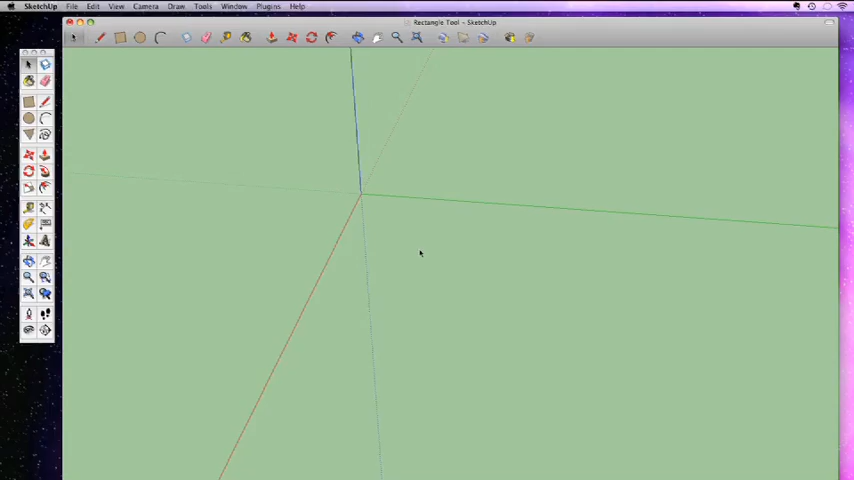 SketchUp File Edit View Camera Draw Tools Window Plugins Help
Rectangle Tool - SketchUp